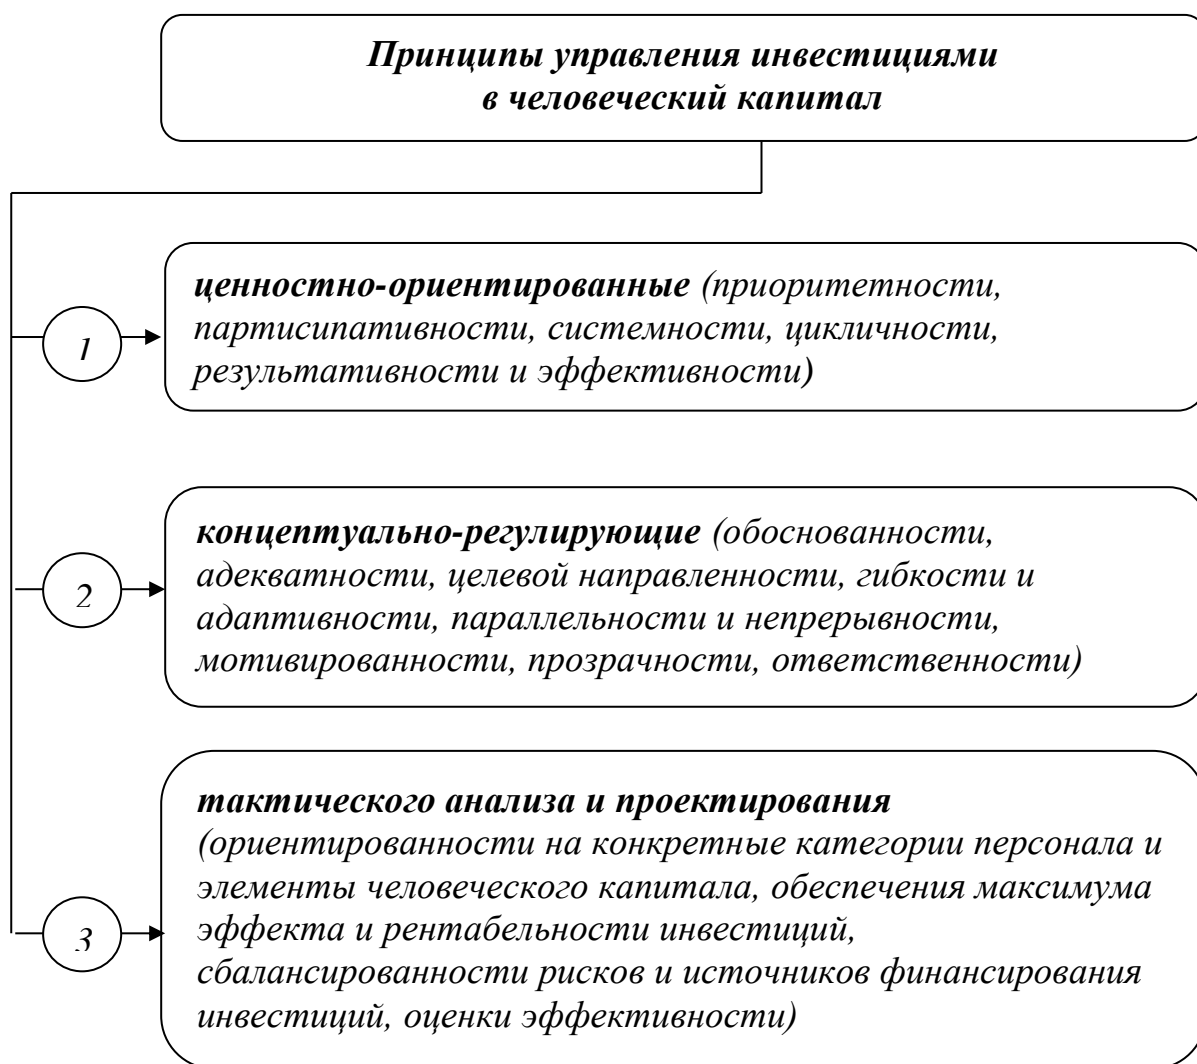 Принципы управления инвестициями
в человеческий капитал
1
ценностно-ориентированные (приоритетности,
партисипативности, системности, цикличности,
результативности и эффективности)
2
концептуально-регулирующие (обоснованности,
адекватности, целевой направленности, гибкости и
адаптивности, параллельности и непрерывности,
мотивированности, прозрачности, ответственности)
3
тактического анализа и проектирования
(ориентированности на конкретные категории персонала и
элементы человеческого капитала, обеспечения максимума
эффекта и рентабельности инвестиций,
сбалансированности рисков и источников финансирования
инвестиций, оценки эффективности)